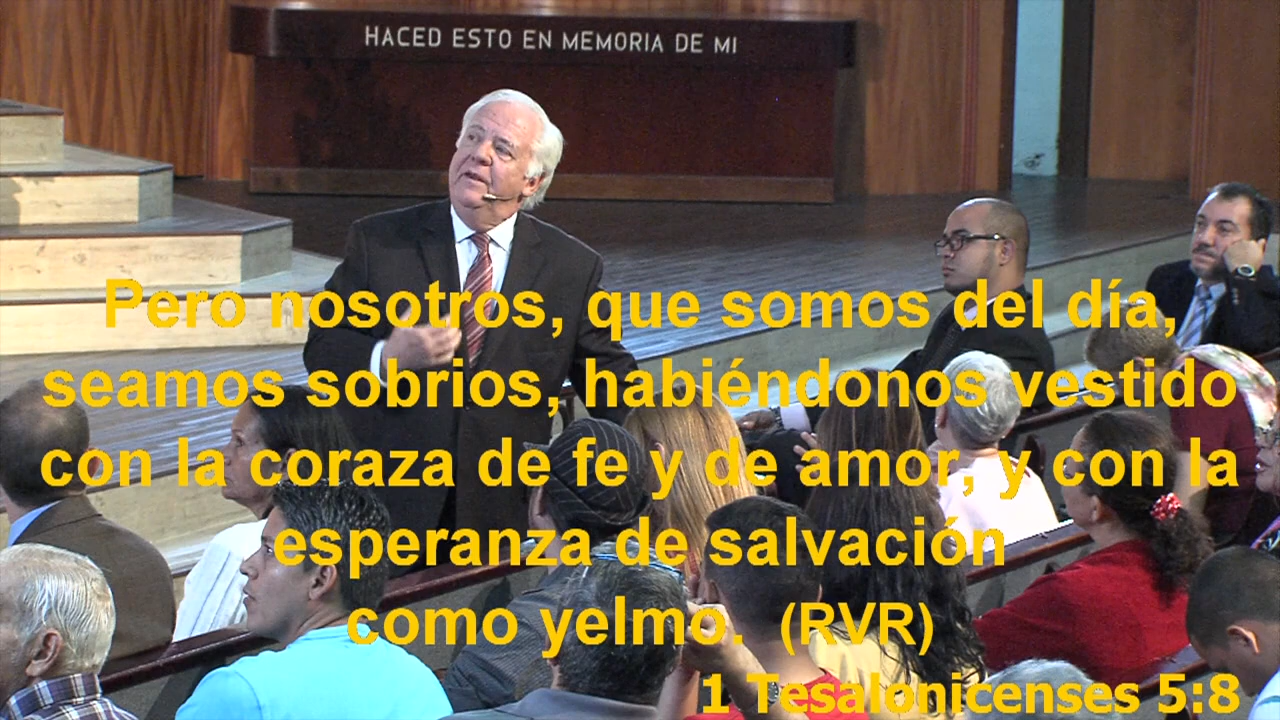 HACED ESTO EN MEMORIA DE MI
Pero nosotros, que somos del día,
seamos sobrios, habiéndonos vestido
con la coraza de fe y de amor, y con la
esperanza de salvación
como yelmo. (RVR)
1 Tesalonicenses 5:8